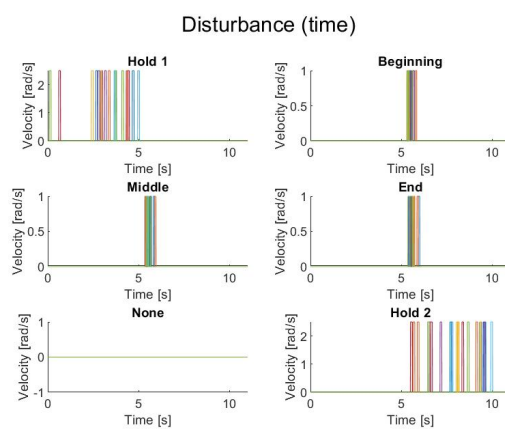 Disturbance (time)
Hold 1
Velocity [rad/s]
2
1
0
0 5 10
Time [s]
Beginning
Velocity [rad/s]
1
0.5
0
0 5 10
Time [s]
Middle
Velocity [rad/s]
1
0.5
0
0 5 10
Time [s]
End
Velocity [rad/s]
1
0.5
0
0 5 10
Time [s]
None
Velocity [rad/s]
1
0
-1
0 5 10
Time [s]
Hold 2
Velocity [rad/s]
2
1
0
0 5 10
Time [s]